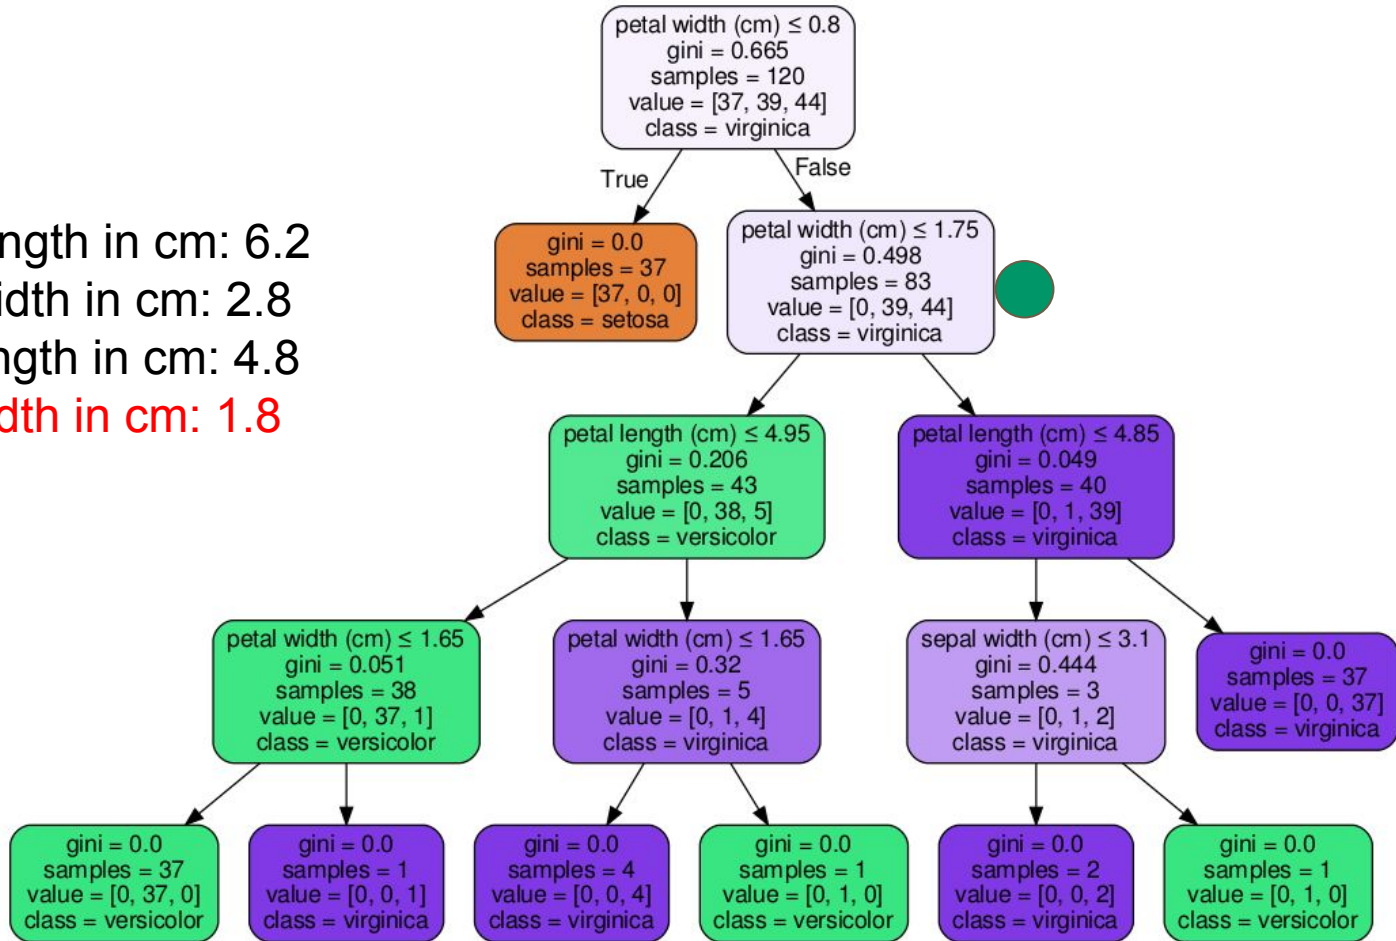 petal width (cm) ≤ 0.8
gini = 0.665
samples = 120
value = [37, 39, 44]
class = virginica
True
False
ngth in cm: 6.2
idth in cm: 2.8
ngth in cm: 4.8
dth in cm: 1.8
gini = 0.0
samples = 37
value = [37, 0, 0]
class = setosa
petal width (cm) ≤ 1.75
gini = 0.498
samples = 83
value = [0, 39, 44]
class = virginica
petal length (cm) ≤ 4.95
gini = 0.206
samples = 43
value = [0, 38, 5]
class = versicolor
petal length (cm) ≤ 4.85
gini = 0.049
samples = 40
value = [0, 1, 39]
class = virginica
petal width (cm) ≤ 1.65
gini = 0.051
samples = 38
value = [0, 37, 1]
class = versicolor
petal width (cm) ≤ 1.65
gini = 0.32
samples = 5
value = [0, 1, 4]
class = virginica
sepal width (cm) ≤ 3.1
gini = 0.444
samples = 3
value = [0, 1, 2]
class = virginica
gini = 0.0
samples = 37
value = [0, 0, 37]
class = virginica
gini = 0.0
samples = 37
value = [0, 37, 0]
class = versicolor
gini = 0.0
samples = 1
value = [0, 0, 1]
class = virginica
gini = 0.0
samples = 4
value = [0, 0, 4]
class = virginica
gini = 0.0
samples = 1
value = [0, 1, 0]
class = versicolor
gini = 0.0
samples = 2
value = [0, 0, 2]
class = virginica
gini = 0.0
samples = 1
value = [0, 1, 0]
class = versicolor